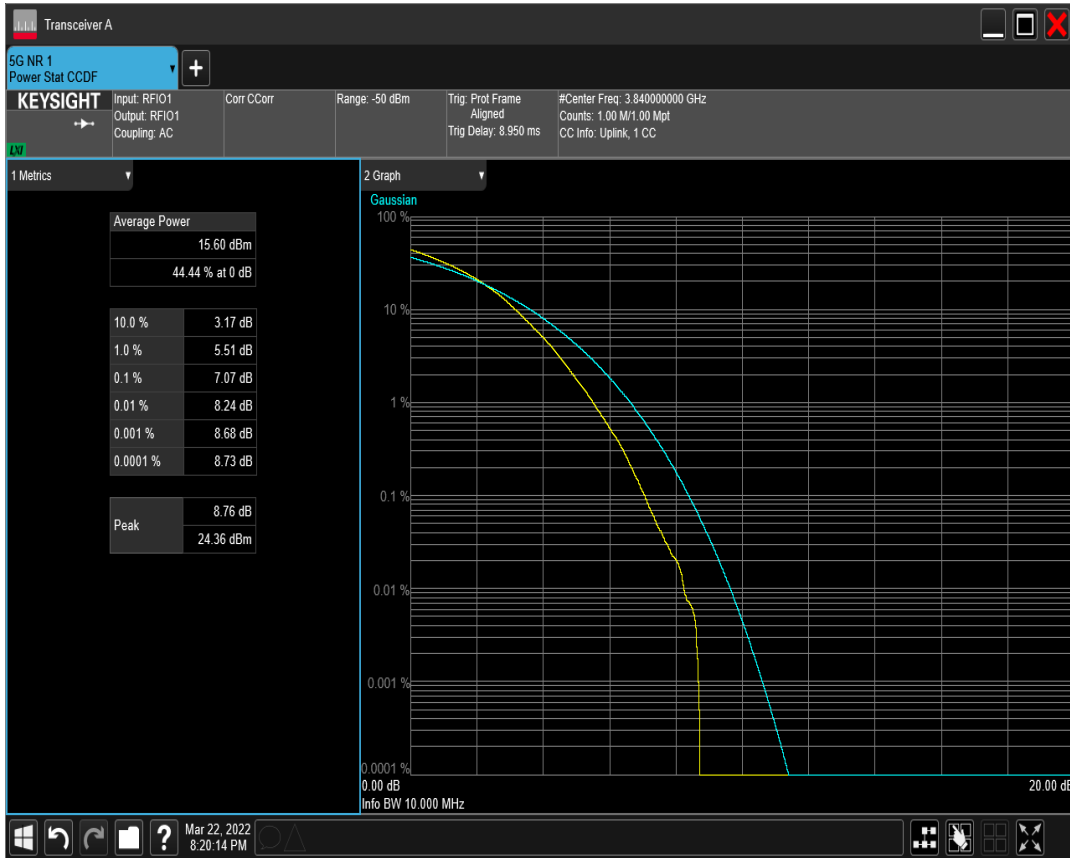 Transceiver A
5G NR 1
Power Stat CCDF
+
KEYSIGHT
LXI
Input: RFIO1
Output: RFIO1
Coupling: AC
Corr CCorr
Range: -50 dBm
Trig: Prot Frame
Aligned
Trig Delay: 8.950 ms
#Center Freq: 3.840000000 GHz
Counts: 1.00 M/1.00 Mpt
CC Info: Uplink, 1 CC
1 Metrics
Average Power
15.60 dBm
44.44 % at 0 dB
10.0 % 3.17 dB
1.0 % 5.51 dB
0.1 % 7.07 dB
0.01 % 8.24 dB
0.001 % 8.68 dB
0.0001 % 8.73 dB
Peak
8.76 dB
24.36 dBm
2 Graph
Gaussian
100 %
10 %
1 %
0.1 %
0.01 %
0.001 %
0.0001 %
0.00 dB 20.00 dB
Info BW 10.000 MHz
?
Mar 22, 2022
8:20:14 PM